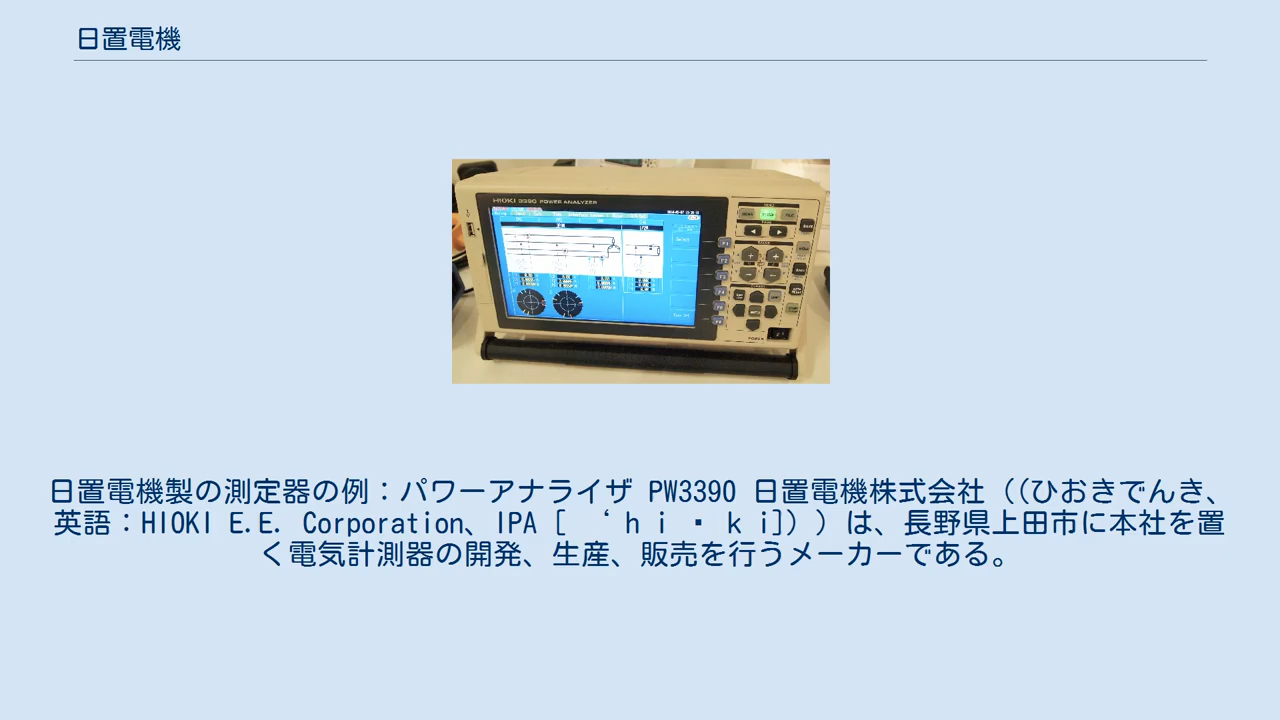 日置電機
HIOKI 3390 POWER ANALYZER
日置電機製の測定器の例：パワーアナライザ PW3390 日置電機株式会社（(ひおきでんき、
英語：HIOKI E.E. Corporation、IPA [ ‘ｈｉ ː ｋｉ]））は、長野県上田市に本社を置
く電気計測器の開発、生産、販売を行うメーカーである。